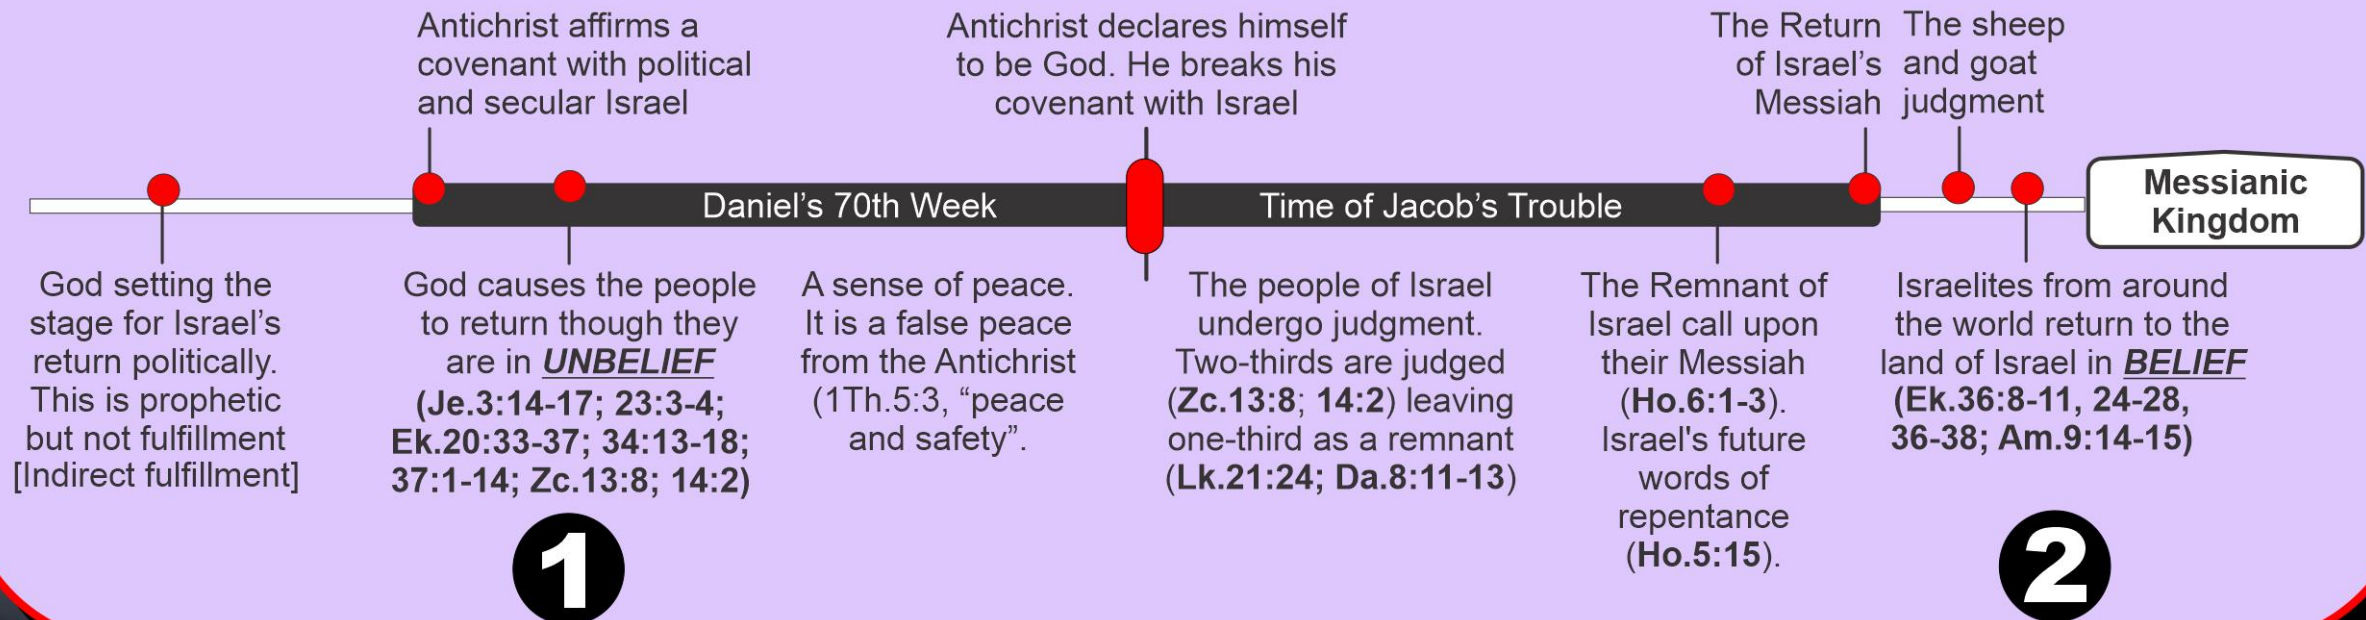 Antichrist affirms a
covenant with political
and secular Israel
Antichrist declares himself
to be God. He breaks his
covenant with Israel
The Return
of Israel's
Messiah
The sheep
and goat
judgment
Daniel's 70th Week
Time of Jacob's Trouble
Messianic
Kingdom
God setting the
stage for Israel's
return politically.
This is prophetic
but not fulfillment
[Indirect fulfillment]
God causes the people
to return though they
are in UNBELIEF
(Je.3:14-17; 23:3-4;
Ek.20:33-37; 34:13-18;
37:1-14; Zc.13:8; 14:2)
A sense of peace.
It is a false peace
from the Antichrist
(1Th.5:3, “peace
and safety”.
The people of Israel
undergo judgment.
Two-thirds are judged
(Zc.13:8; 14:2) leaving
one-third as a remnant
(Lk.21:24; Da.8:11-13)
The Remnant of
Israel call upon
their Messiah
(Ho.6:1-3).
Israel's future
words of
repentance
(Ho.5:15).
Israelites from around
the world return to the
land of Israel in BELIEF
(Ek.36:8-11, 24-28,
36-38; Am.9:14-15)
1
2